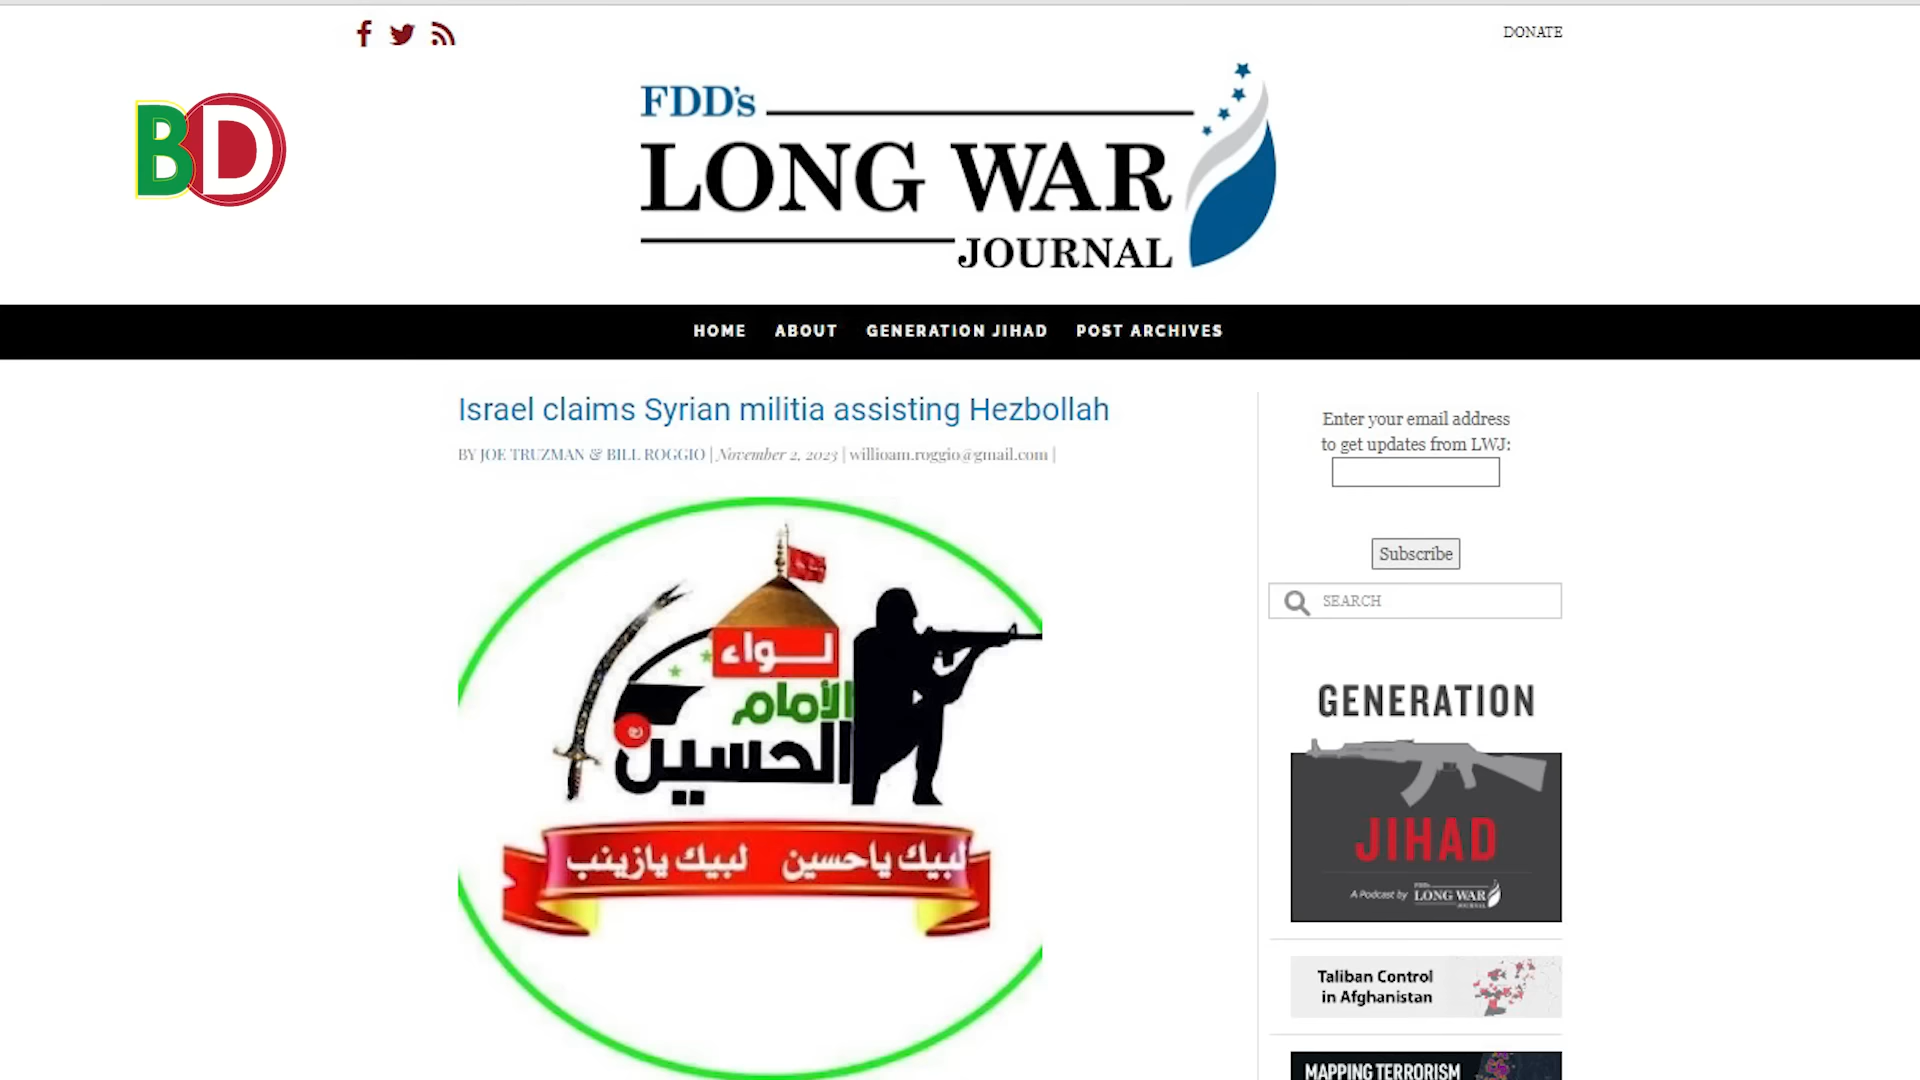 DONATE
BD
FDD's
LONG WAR
JOURNAL
HOME ABOUT GENERATION JIHAD POST ARCHIVES
Israel claims Syrian militia assisting Hezbollah
BY JOE TRUZMAN & BILL ROGGIO | November 2, 2023 | willioam.roggio@gmail.com |
لواء
الأمام
الحسين
لبيك ياحسين لبيك يازينب
Enter your email address
to get updates from LWJ:
Subscribe
SEARCH
GENERATION
JIHAD
A Podcast by FDD's LONG WAR JOURNAL
Taliban Control
in Afghanistan
MAPPING TERRORISM